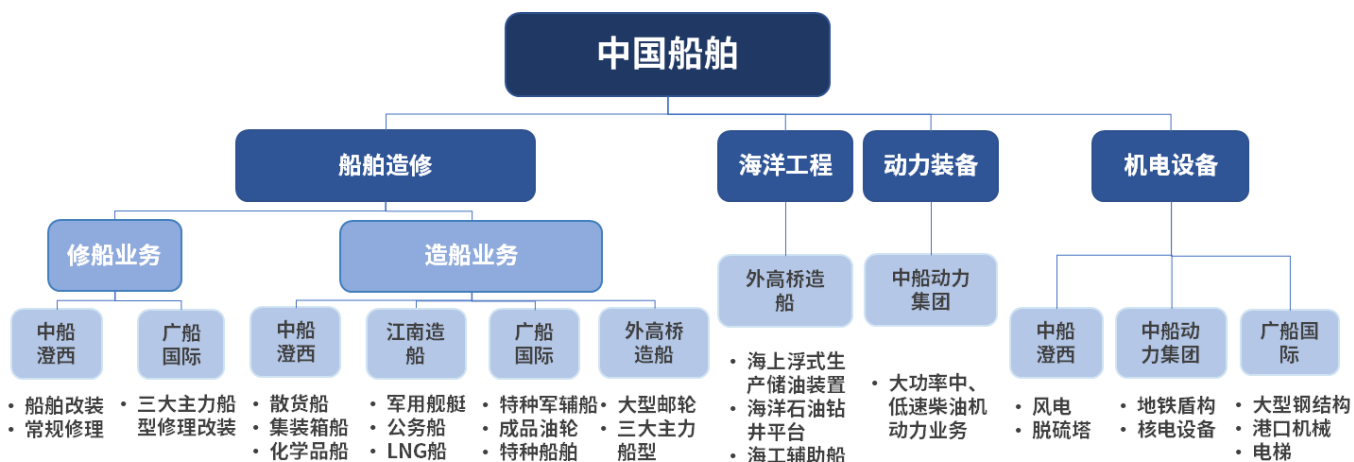 中国船舶
船舶造修
海洋工程
动力装备
机电设备
修船业务
造船业务
中船
澄西
广船
国际
中船
澄西
江南造
船
广船
国际
外高桥
造船
外高桥造
船
中船动力
集团
中船
澄西
中船动
力集团
广船国
际
• 船舶改装
• 常规修理
• 三大主力船
型修理改装
• 散货船
• 集装箱船
• 化学品船
• 军用舰艇
• 公务船
• LNG船
• 特种军辅船
• 成品油轮
• 特种船舶
• 大型邮轮
• 三大主力
船型
• 海上浮式生
产储油装置
• 海洋石油钻
井平台
• 海工辅助船
• 大功率中、
低速柴油机
动力业务
• 风电
• 脱硫塔
• 地铁盾构
• 核电设备
• 大型钢结构
• 港口机械
• 电梯